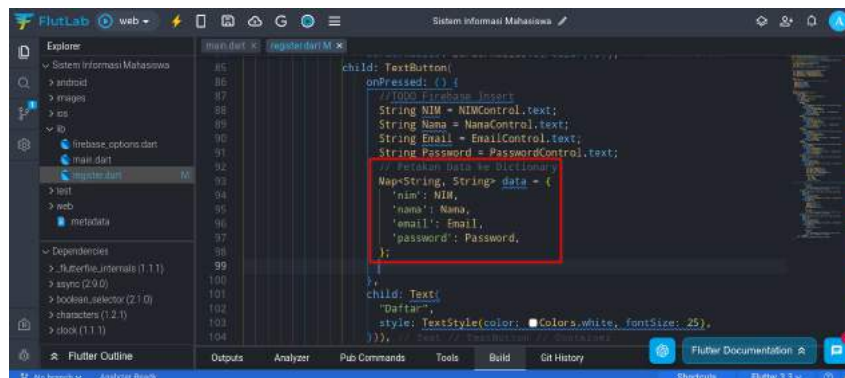 FlutLab web
Sistem Informasi Mahasiswa
Explorer
main.dart register.dart M
Sistem Informasi Mahasiswa
android
images
ios
lib
firebase_options.dart
main.dart
register.dart M
test
web
metadata
Dependencies
_flutterfire_internals (1.1.1)
async (2.9.0)
boolean_selector (2.1.0)
characters (1.2.1)
clock (1.1.1)
Flutter Outline
85 child: TextButton(
86 onPressed: () {
87 //TODO Firebase Insert
88 String NIM = NIMControl.text;
89 String Nama = NamaControl.text;
90 String Email = EmailControl.text;
91 String Password = PasswordControl.text;
92 // Petakan Data ke Dictionary
93 Map<String, String> data = {
94 'nim': NIM,
95 'nama': Nama,
96 'email': Email,
97 'password': Password,
98 };
99
100 },
101 child: Text(
102 "Daftar",
103 style: TextStyle(color: Colors.white, fontSize: 25),
104 ))), // Text // TextButton // Container
Outputs Analyzer Pub Commands Tools Build Git History
Flutter Documentation